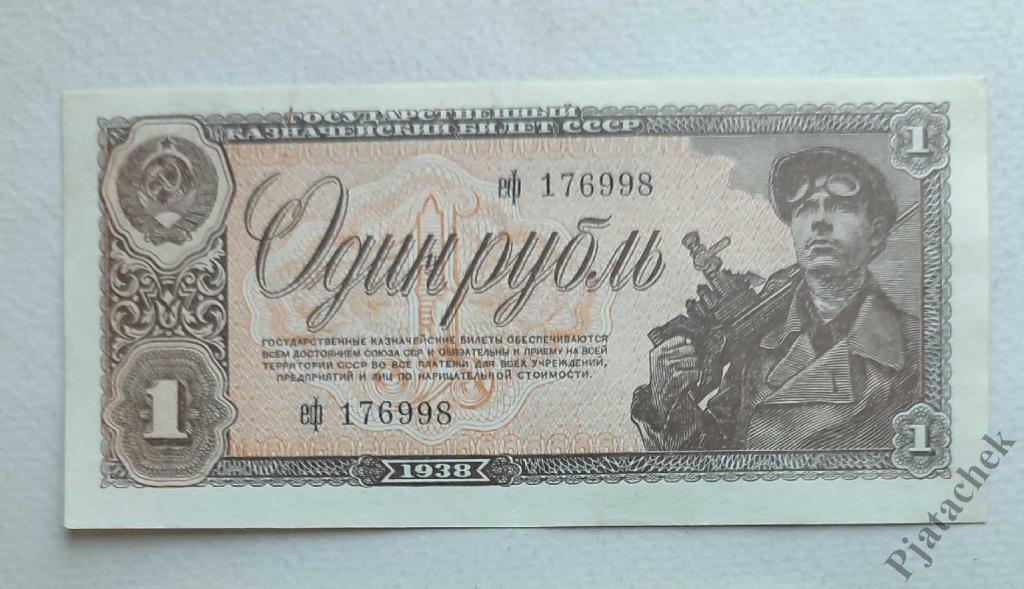 ГОСУДАРСТВЕННЫЙ
КАЗНАЧЕЙСКИЙ БИЛЕТ СССР
1
еф 176998
Один рубль
ГОСУДАРСТВЕННЫЕ КАЗНАЧЕЙСКИЕ БИЛЕТЫ ОБЕСПЕЧИВАЮТСЯ
ВСЕМ ДОСТОЯНИЕМ СОЮЗА ССР И ОБЯЗАТЕЛЬНЫ К ПРИЕМУ НА ВСЕЙ
ТЕРРИТОРИИ СССР ВО ВСЕ ПЛАТЕЖИ ДЛЯ ВСЕХ УЧРЕЖДЕНИЙ,
ПРЕДПРИЯТИЙ И ЛИЦ ПО НАРИЦАТЕЛЬНОЙ СТОИМОСТИ.
1
еф 176998
1
1938
Pjatachek